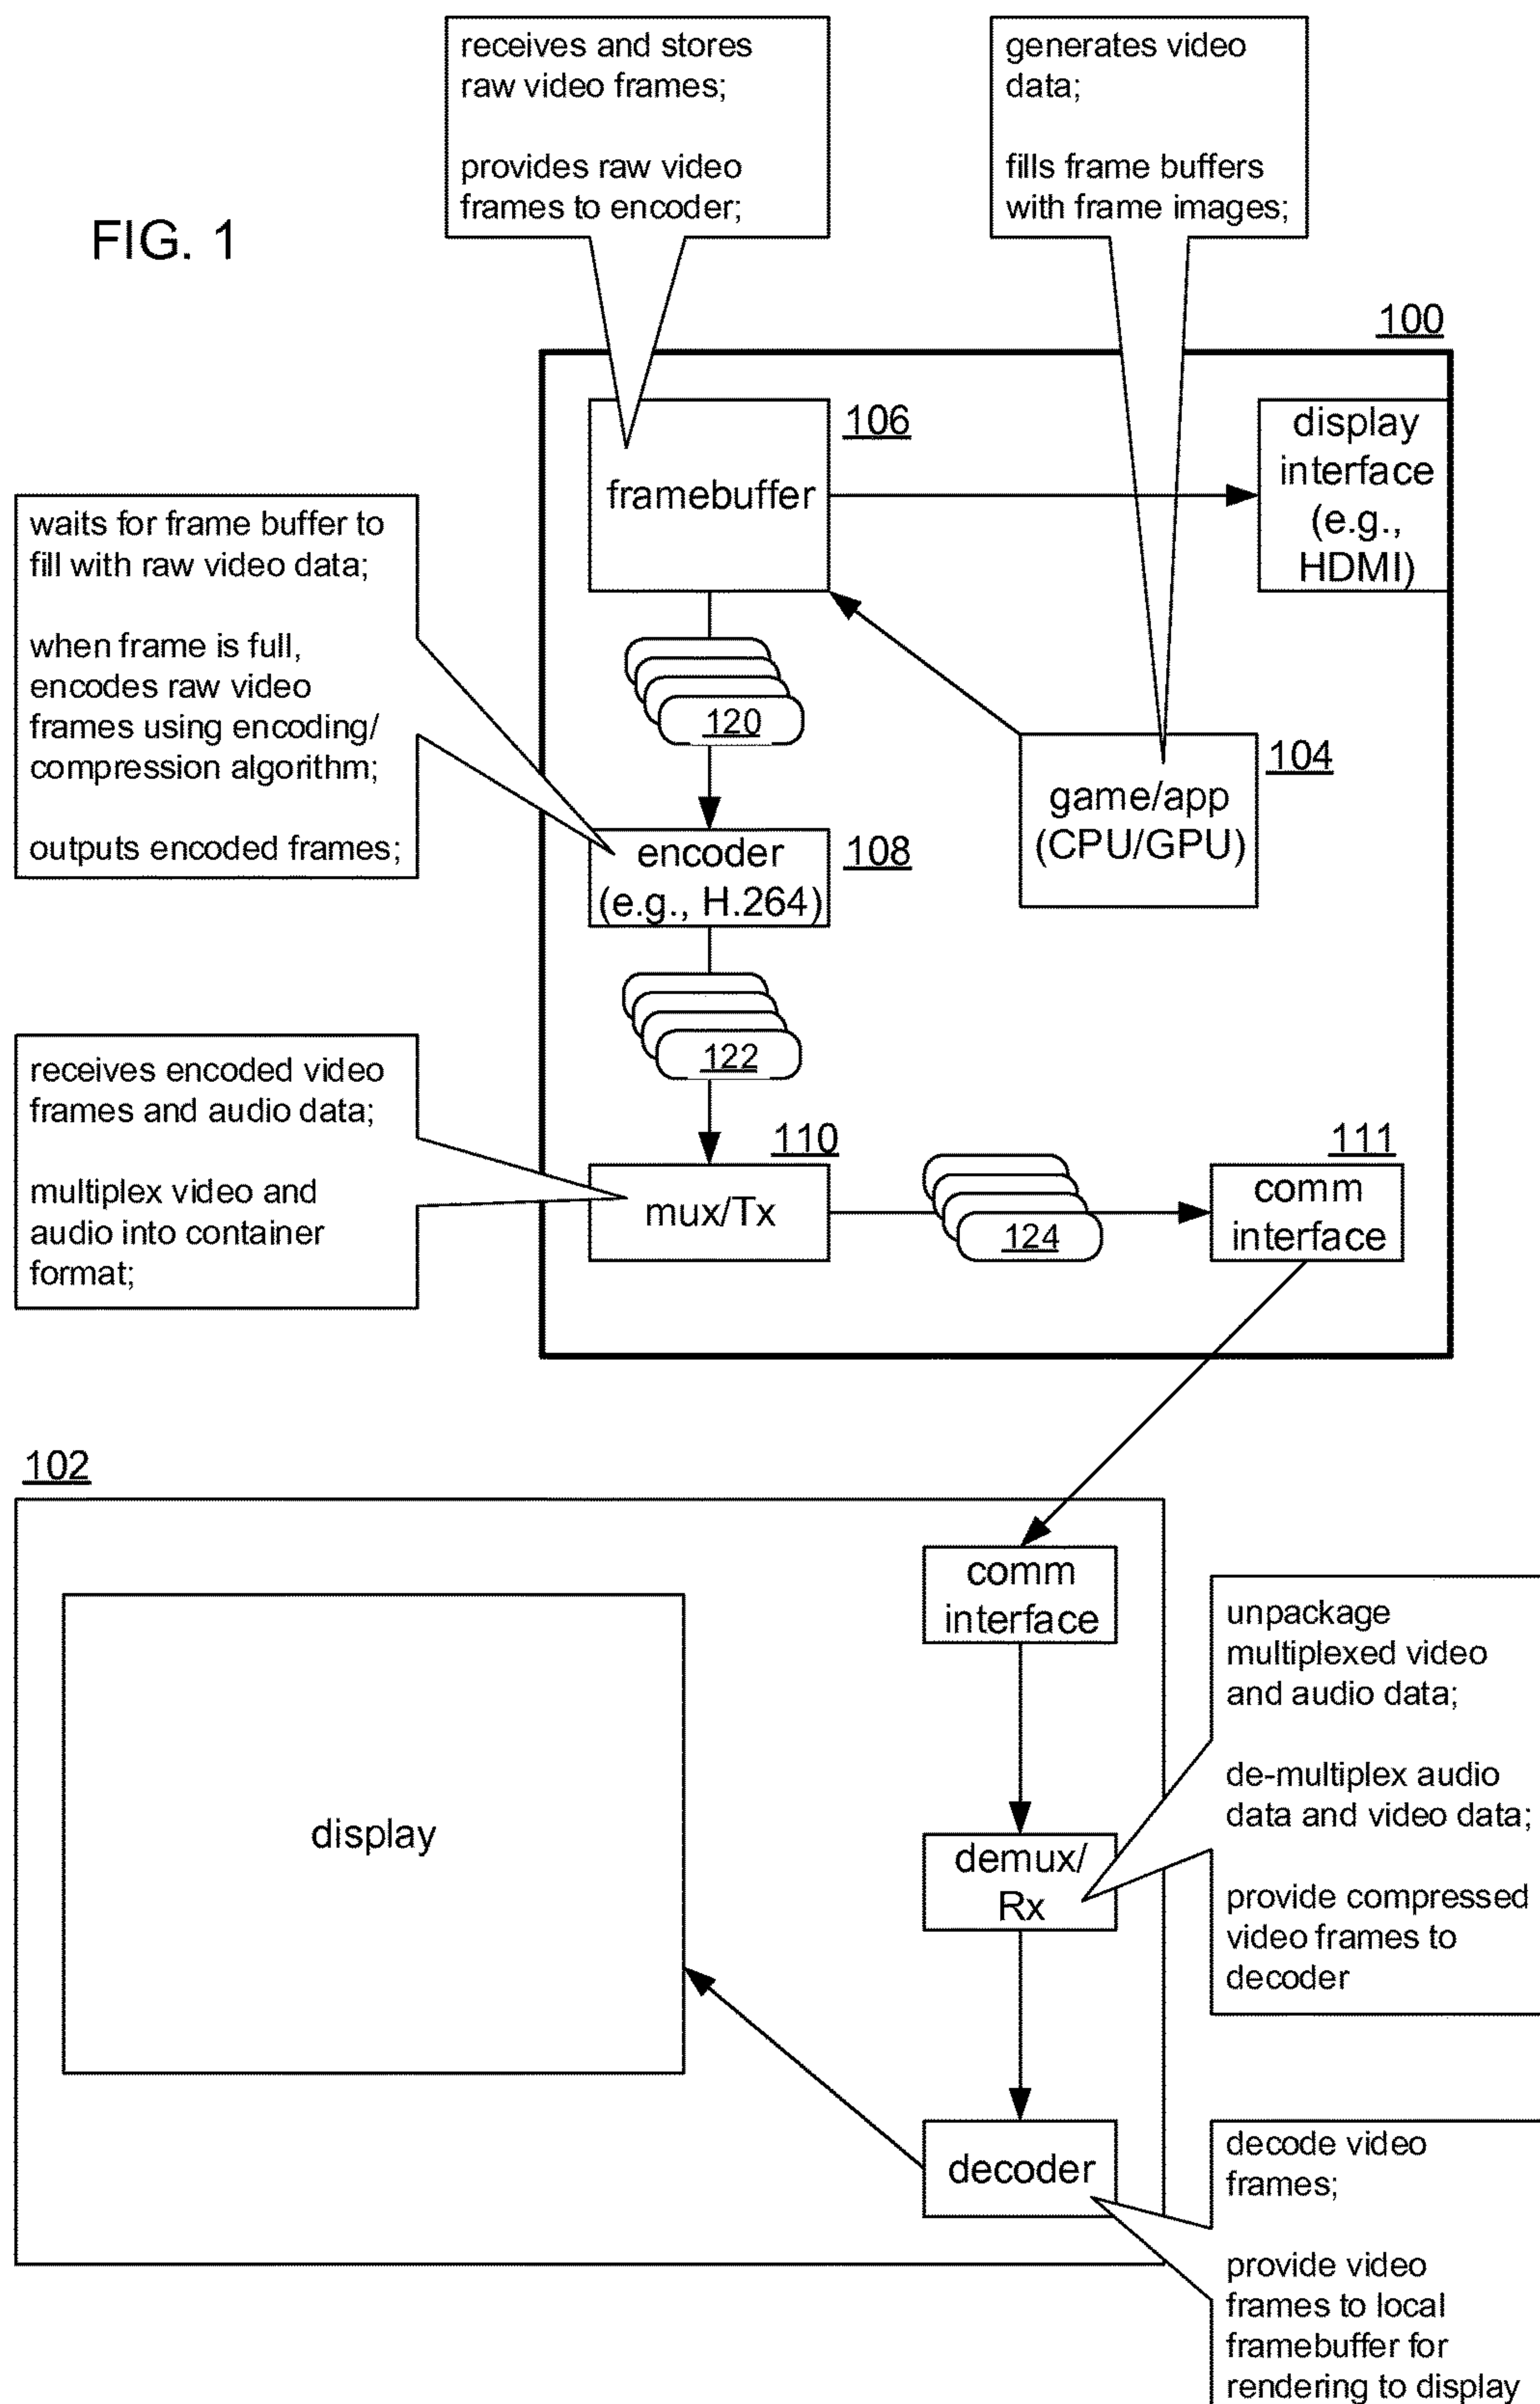 receives and stores
raw video frames;
provides raw video
frames to encoder;
generates video
data;
fills frame buffers
with frame images;
FIG. 1
100
framebuffer
106
display
interface
(e.g.,
HDMI)
waits for frame buffer to
fill with raw video data;
when frame is full,
encodes raw video
frames using encoding/
compression algorithm;
outputs encoded frames;
120
104
game/app
(CPU/GPU)
encoder
(e.g., H.264)
108
122
receives encoded video
frames and audio data;
multiplex video and
audio into container
format;
110
mux/Tx
124
111
comm
interface
102
comm
interface
display
demux/
Rx
unpackage
multiplexed video
and audio data;
de-multiplex audio
data and video data;
provide compressed
video frames to
decoder
decoder
decode video
frames;
provide video
frames to local
framebuffer for
rendering to display